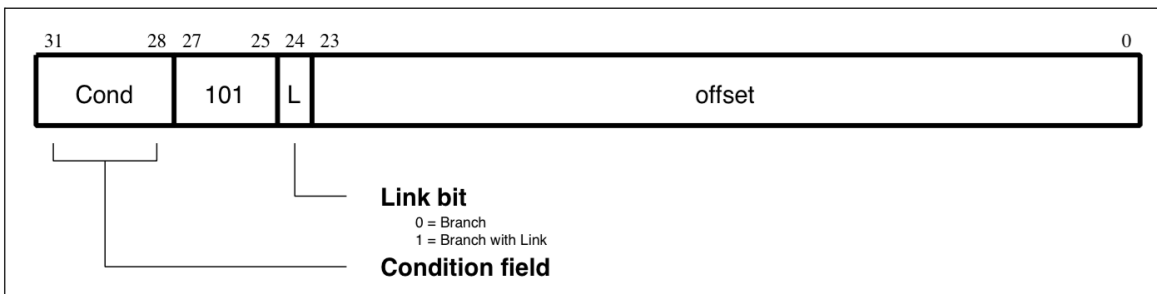 31 28 27 25 24 23 0
Cond 101 L offset
Link bit
0 = Branch
1 = Branch with Link
Condition field